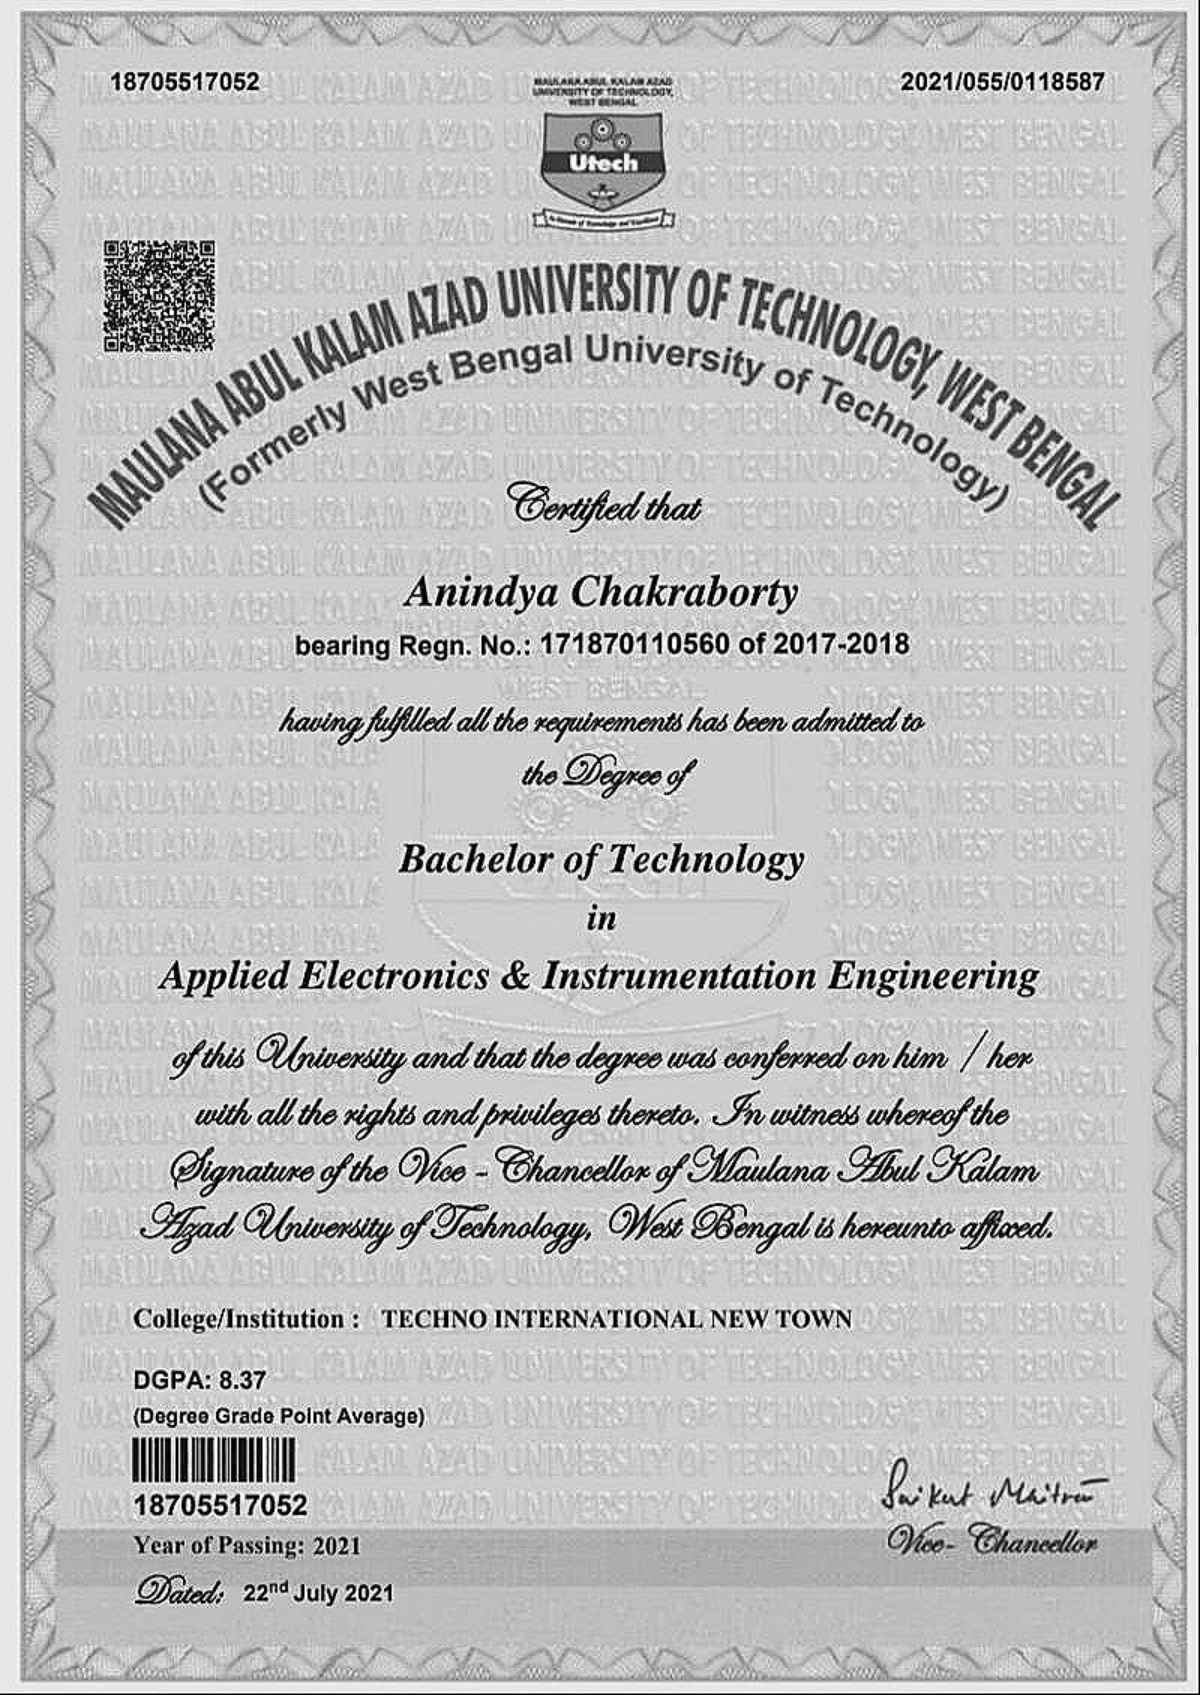 18705517052
2021/055/0118587
MAULANA ABUL KALAM AZAD
UNIVERSITY OF TECHNOLOGY,
WEST BENGAL
Utech
MAULANA ABUL KALAM AZAD UNIVERSITY OF TECHNOLOGY, WEST BENGAL
(Formerly West Bengal University of Technology)
Certified that
Anindya Chakraborty
bearing Regn. No.: 171870110560 of 2017-2018
having fulfilled all the requirements has been admitted to
the Degree of
Bachelor of Technology
in
Applied Electronics & Instrumentation Engineering
of this University and that the degree was conferred on him / her
with all the rights and privileges thereto. In witness whereof the
Signature of the Vice - Chancellor of Maulana Abul Kalam
Azad University of Technology, West Bengal is hereunto affixed.
College/Institution : TECHNO INTERNATIONAL NEW TOWN
DGPA: 8.37
(Degree Grade Point Average)
18705517052
Saikat Maitra
Vice- Chancellor
Year of Passing: 2021
Dated: 22nd July 2021